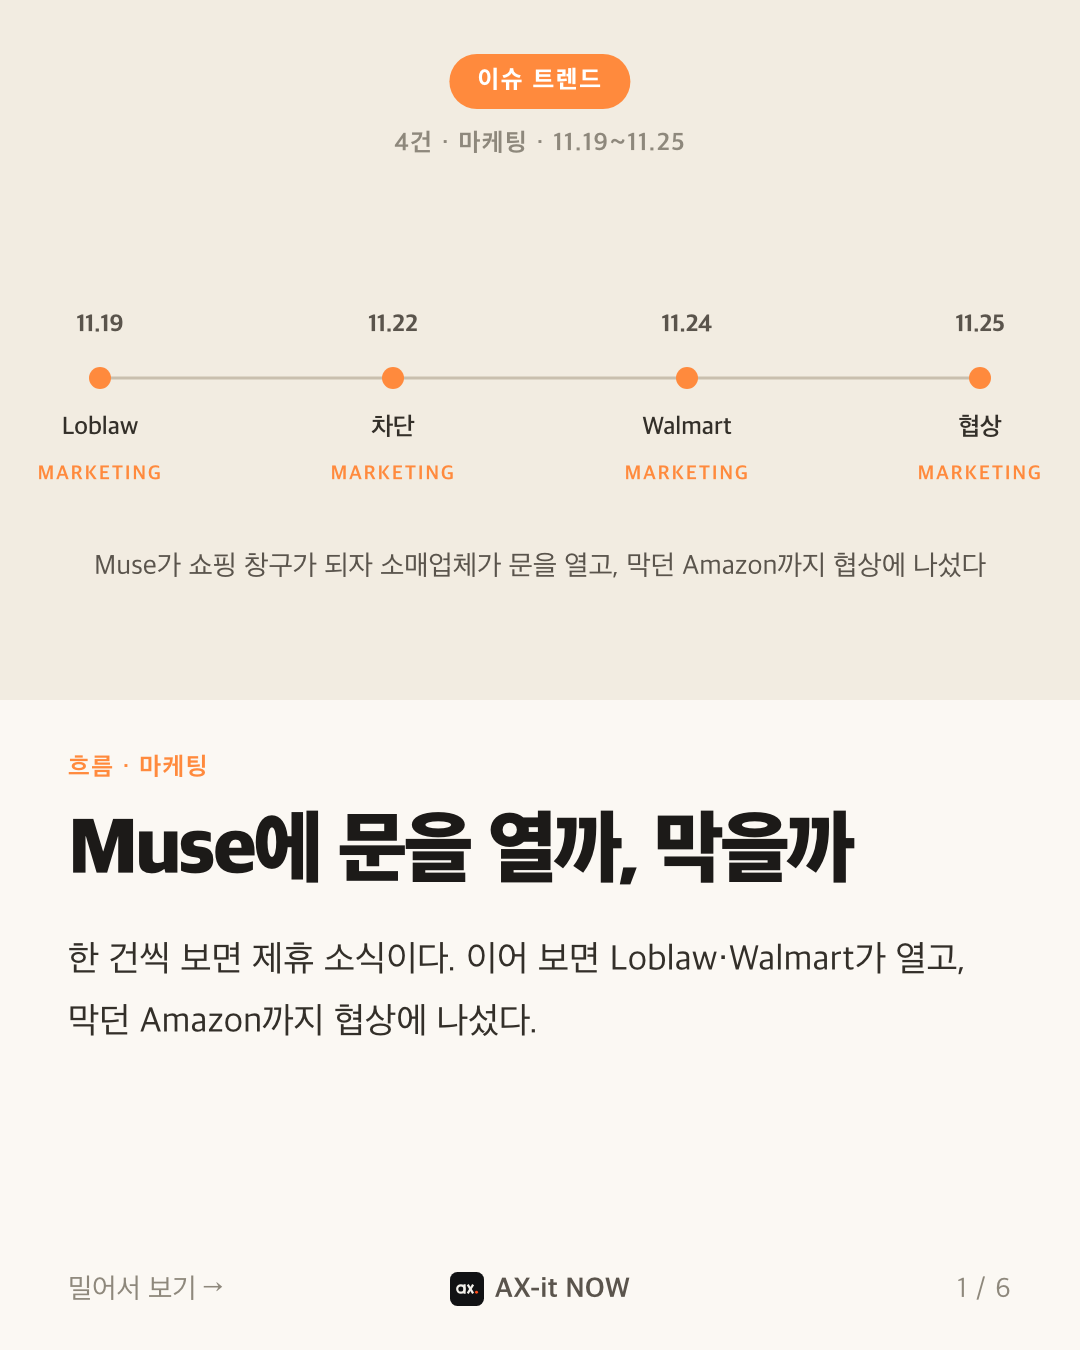 이슈 트렌드
4건 · 마케팅 · 11.19~11.25
11.19 11.22 11.24 11.25
Loblaw 차단 Walmart 협상
MARKETING MARKETING MARKETING MARKETING
Muse가 쇼핑 창구가 되자 소매업체가 문을 열고, 막던 Amazon까지 협상에 나섰다
흐름 · 마케팅
Muse에 문을 열까, 막을까
한 건씩 보면 제휴 소식이다. 이어 보면 Loblaw·Walmart가 열고,
막던 Amazon까지 협상에 나섰다.
밀어서 보기 → ax. AX-it NOW 1 / 6